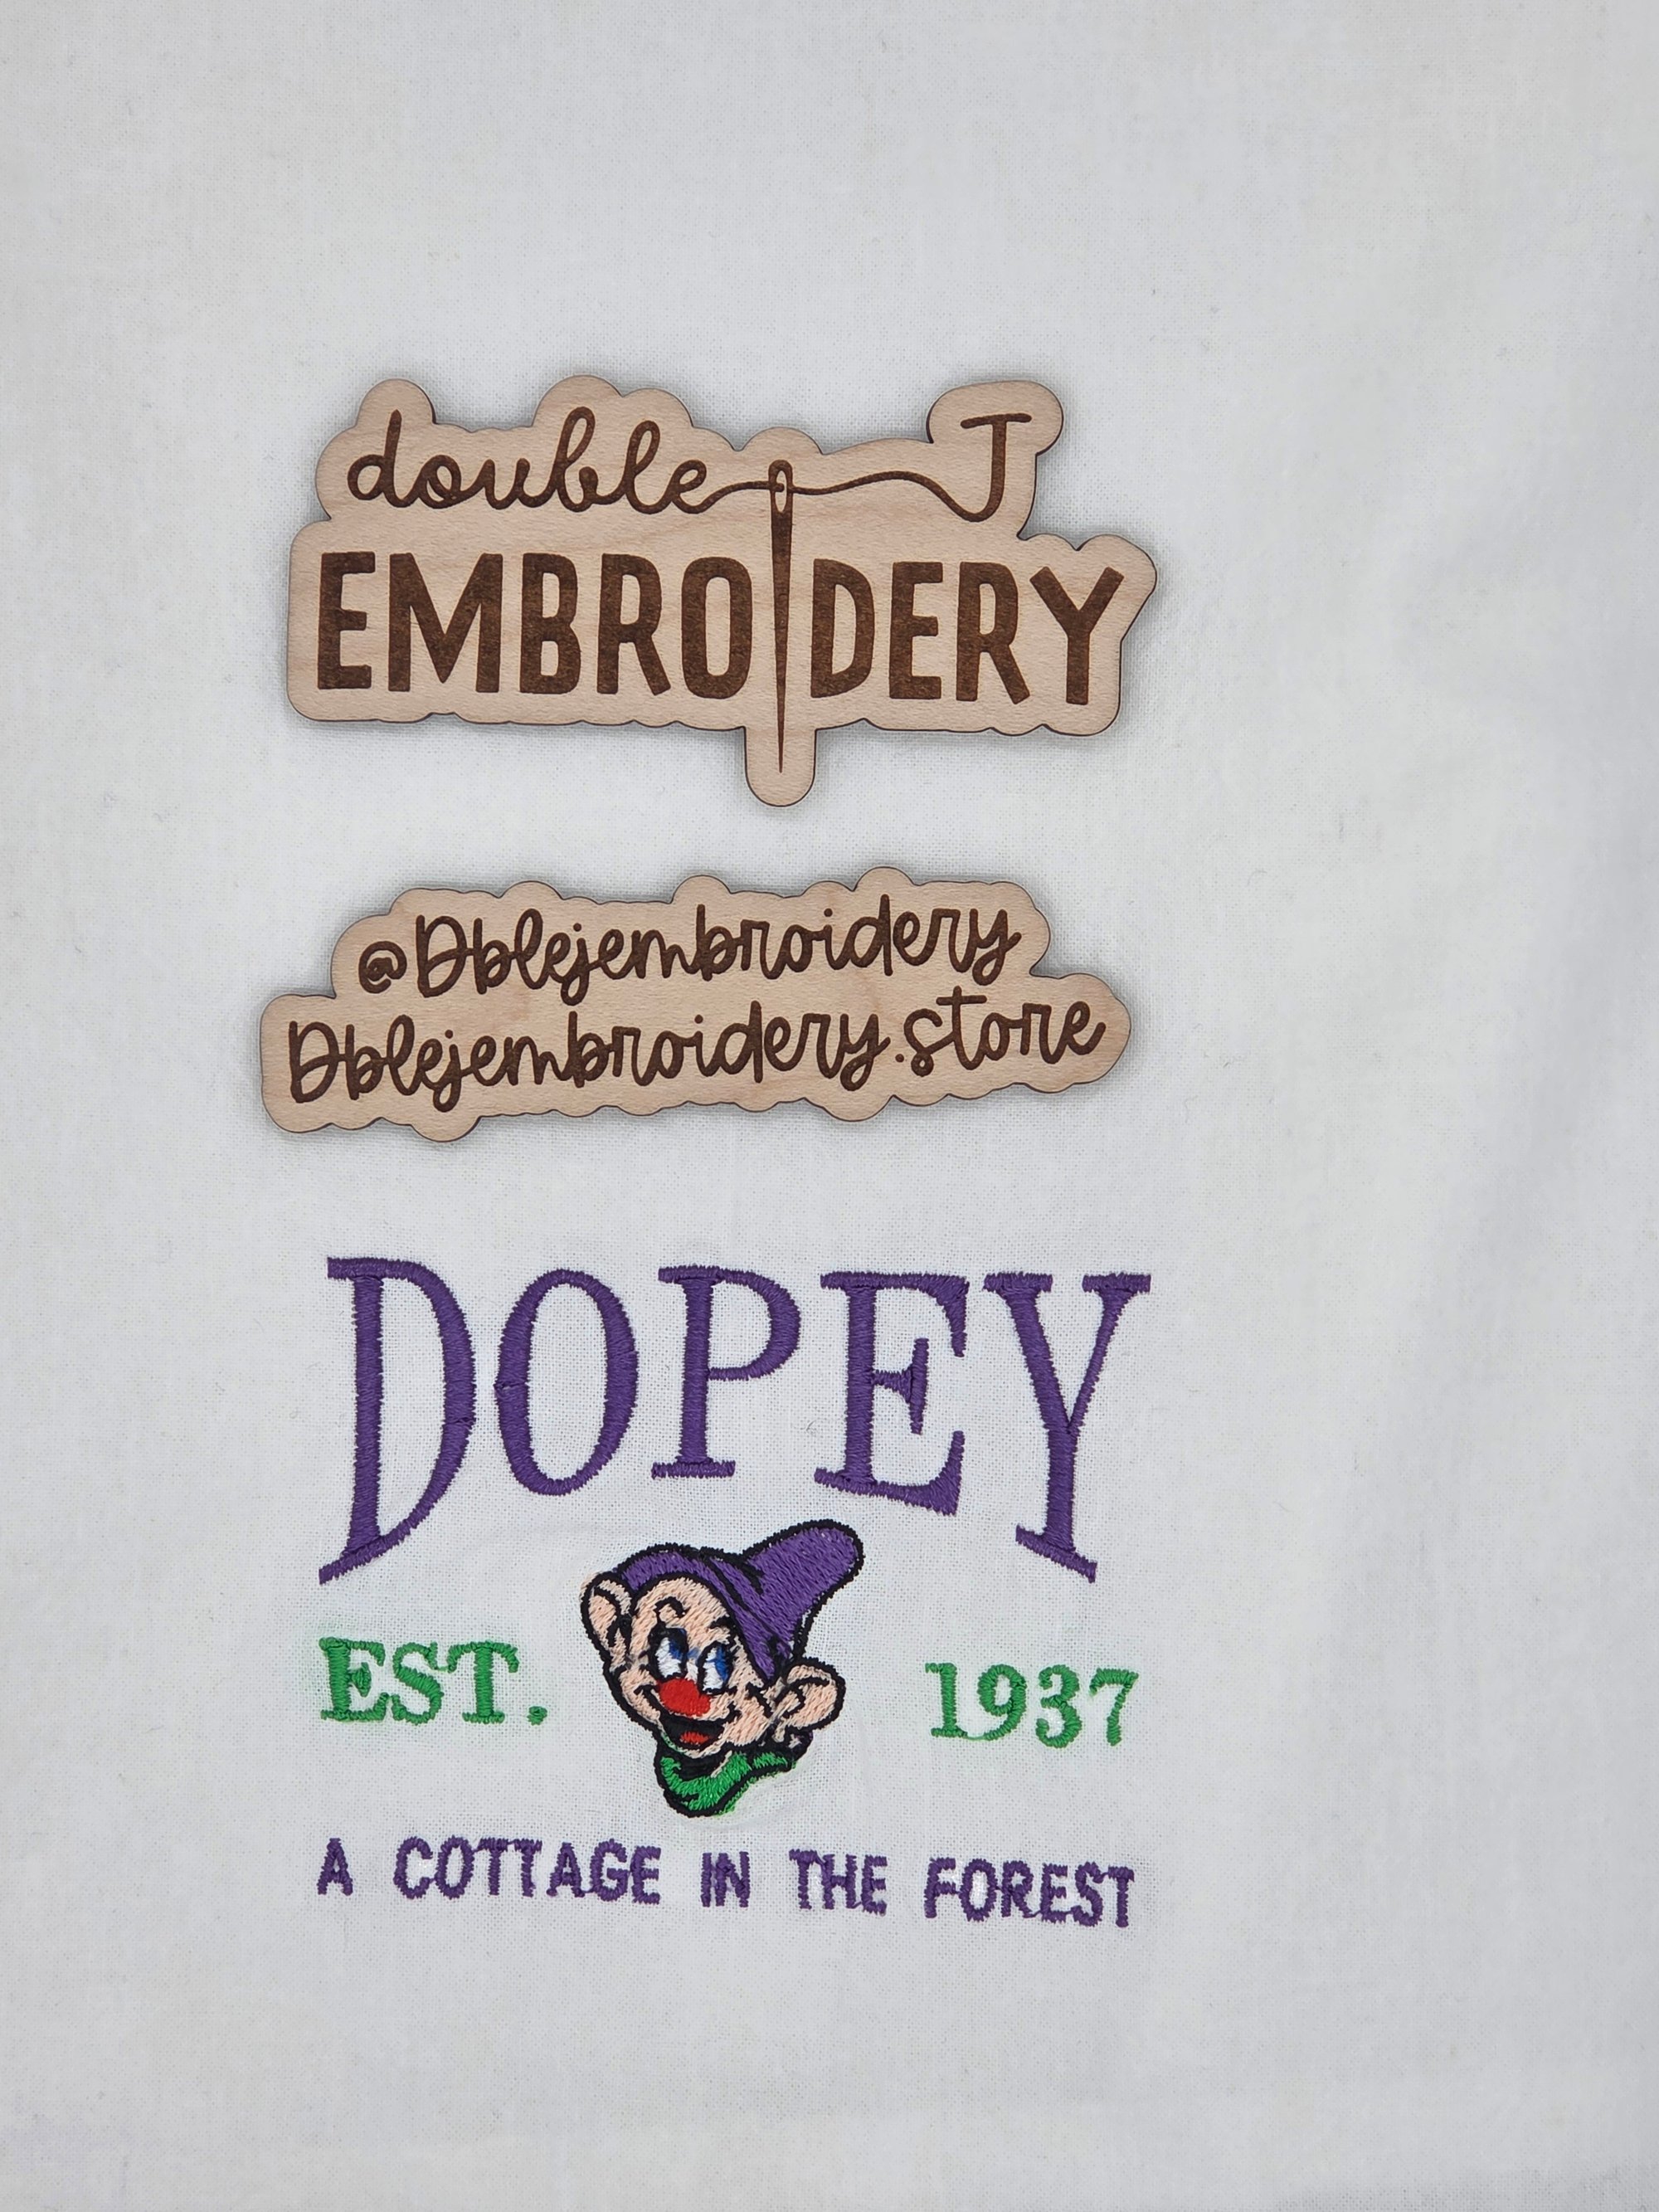 double J
EMBROIDERY
@Dblejembroidery
Dblejembroidery.store
DOPEY
EST. 1937
A COTTAGE IN THE FOREST